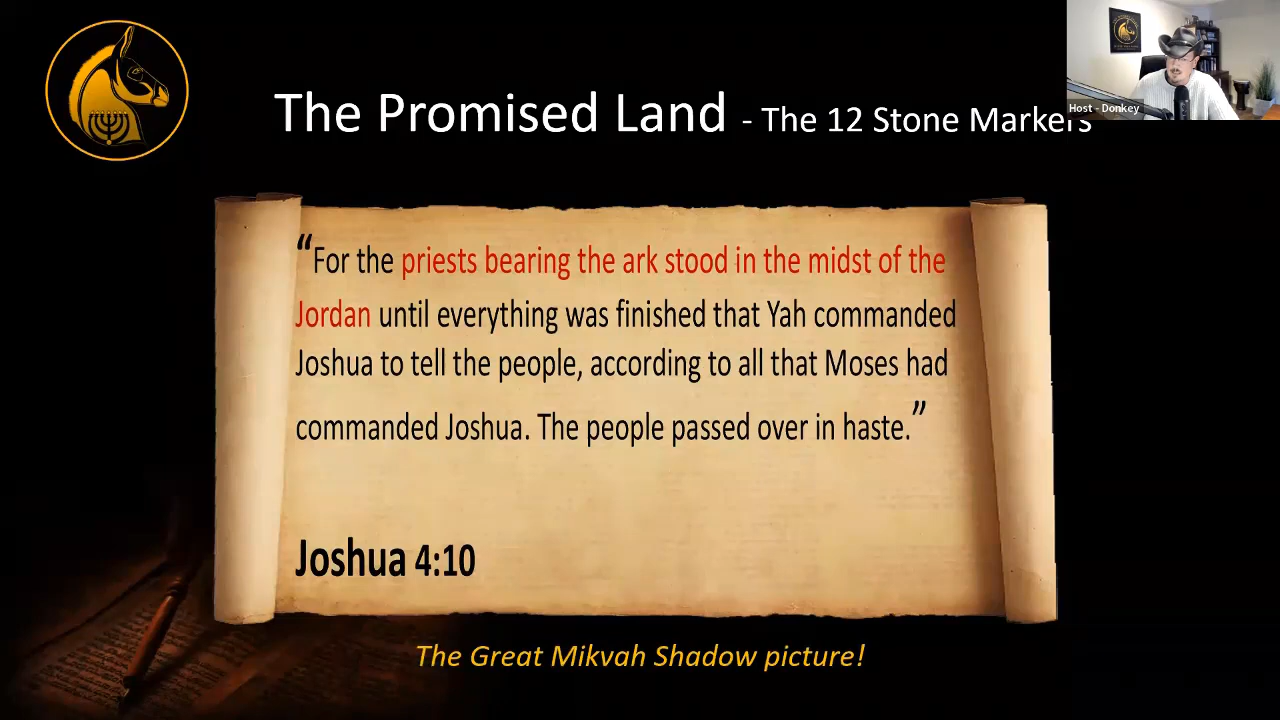 Host - Donkey
The Promised Land - The 12 Stone Markers
“For the priests bearing the ark stood in the midst of the
Jordan until everything was finished that Yah commanded
Joshua to tell the people, according to all that Moses had
commanded Joshua. The people passed over in haste.”
Joshua 4:10
The Great Mikvah Shadow picture!